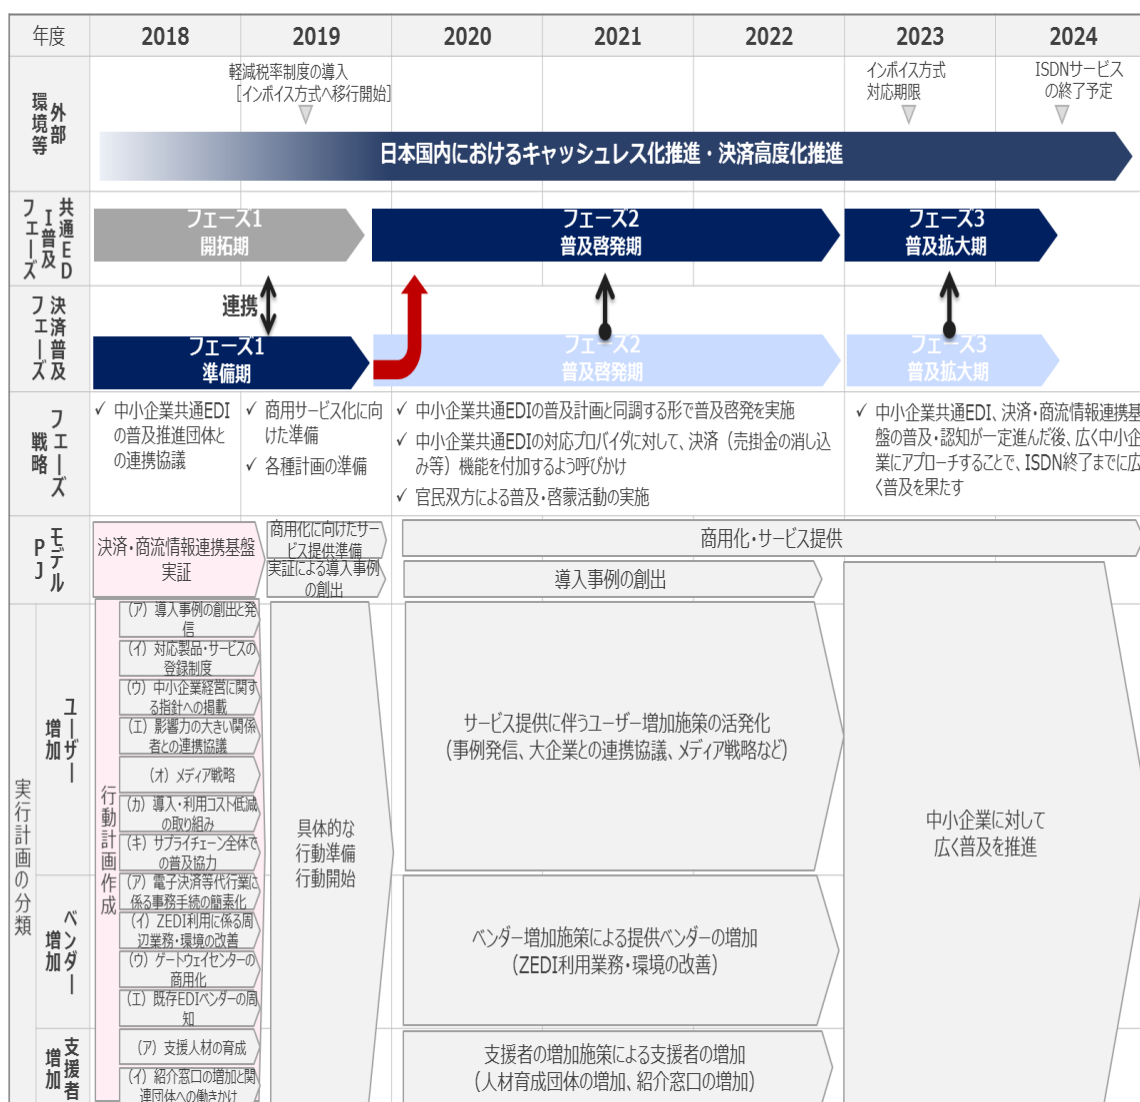 年度
2018
2019
2020
2021
2022
2023
2024
外部
環境等
軽減税率制度の導入
[インボイス方式へ移行開始]
インボイス方式
対応期限
ISDNサービス
の終了予定
日本国内におけるキャッシュレス化推進・決済高度化推進
共通ED
I普及
フェーズ
フェーズ1
開拓期
フェーズ2
普及啓発期
フェーズ3
普及拡大期
連携
決済普及
フェーズ
フェーズ1
準備期
フェーズ2
普及啓発期
フェーズ3
普及拡大期
フェーズ
戦略
✓ 中小企業共通EDI
の普及推進団体と
の連携協議
✓ 商用サービス化に向
けた準備
✓ 各種計画の準備
✓ 中小企業共通EDIの普及計画と同調する形で普及啓発を実施
✓ 中小企業共通EDIの対応プロバイダに対して、決済（売掛金の消し込
み等）機能を付加するよう呼びかけ
✓ 官民双方による普及・啓蒙活動の実施
✓ 中小企業共通EDI、決済・商流情報連携基
盤の普及・認知が一定進んだ後、広く中小企
業にアプローチすることで、ISDN終了までに広
く普及を果たす
モデル
PJ
決済・商流情報連携基盤
実証
商用化に向けたサー
ビス提供準備
実証による導入事例
の創出
商用化・サービス提供
導入事例の創出
実行計画の分類
ユーザー
増加
ベンダー
増加
支援者
増加
行動計画作成
（ア）導入事例の創出と発
信
（イ）対応製品・サービスの
登録制度
（ウ）中小企業経営に関す
る指針への掲載
（エ）影響力の大きい関係
者との連携協議
（オ）メディア戦略
（カ）導入・利用コスト低減
の取り組み
（キ）サプライチェーン全体で
の普及協力
（ア）電子決済等代行業に
係る事務手続の簡素化
（イ）ZEDI利用に係る周
辺業務・環境の改善
（ウ）ゲートウェイセンターの
商用化
（エ）既存EDIベンダーの周
知
（ア）支援人材の育成
（イ）紹介窓口の増加と関
連団体への働きかけ
具体的な
行動準備
行動開始
サービス提供に伴うユーザー増加施策の活発化
（事例発信、大企業との連携協議、メディア戦略など）
ベンダー増加施策による提供ベンダーの増加
（ZEDI利用業務・環境の改善）
支援者の増加施策による支援者の増加
（人材育成団体の増加、紹介窓口の増加）
中小企業に対して
広く普及を推進